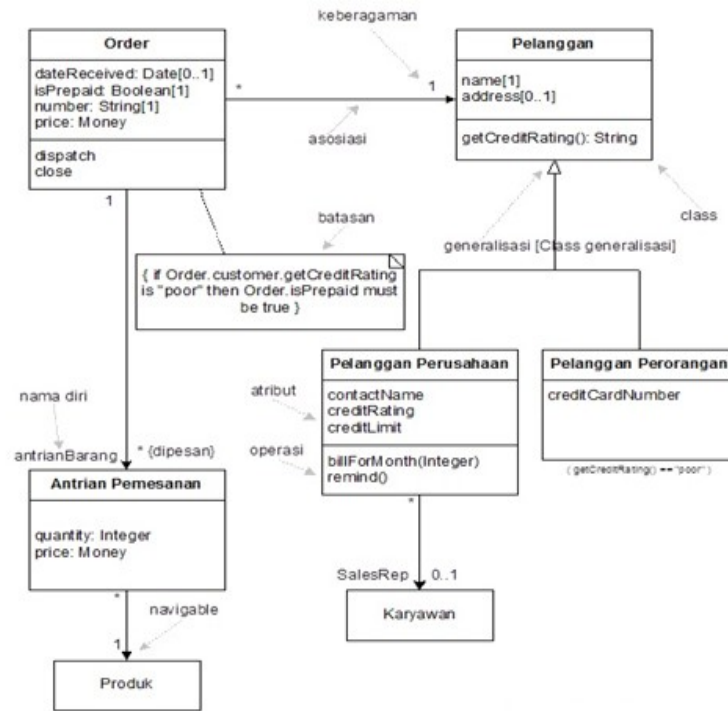 keberagaman
Order
dateReceived: Date[0..1]
isPrepaid: Boolean[1]
number: String[1]
price: Money
dispatch
close
*
1
asosiasi
Pelanggan
name[1]
address[0..1]
getCreditRating(): String
class
generalisasi [Class generalisasi]
1
batasan
{ if Order.customer.getCreditRating
is "poor" then Order.isPrepaid must
be true }
Pelanggan Perusahaan
contactName
creditRating
creditLimit
billForMonth(Integer)
remind()
Pelanggan Perorangan
creditCardNumber
{ getCreditRating() == "poor" }
atribut
operasi
nama diri
antrianBarang
* {dipesan}
Antrian Pemesanan
quantity: Integer
price: Money
*
SalesRep 0..1
Karyawan
*
navigable
1
Produk